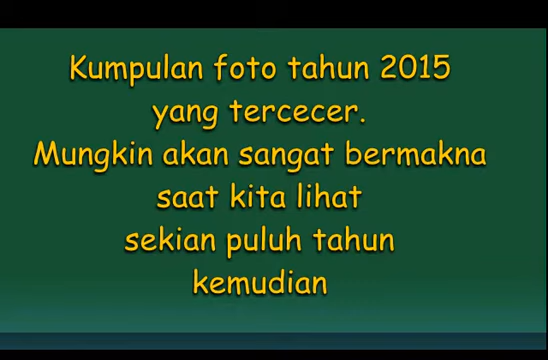 Kumpulan foto tahun 2015
yang tercecer.
Mungkin akan sangat bermakna
saat kita lihat
sekian puluh tahun
kemudian